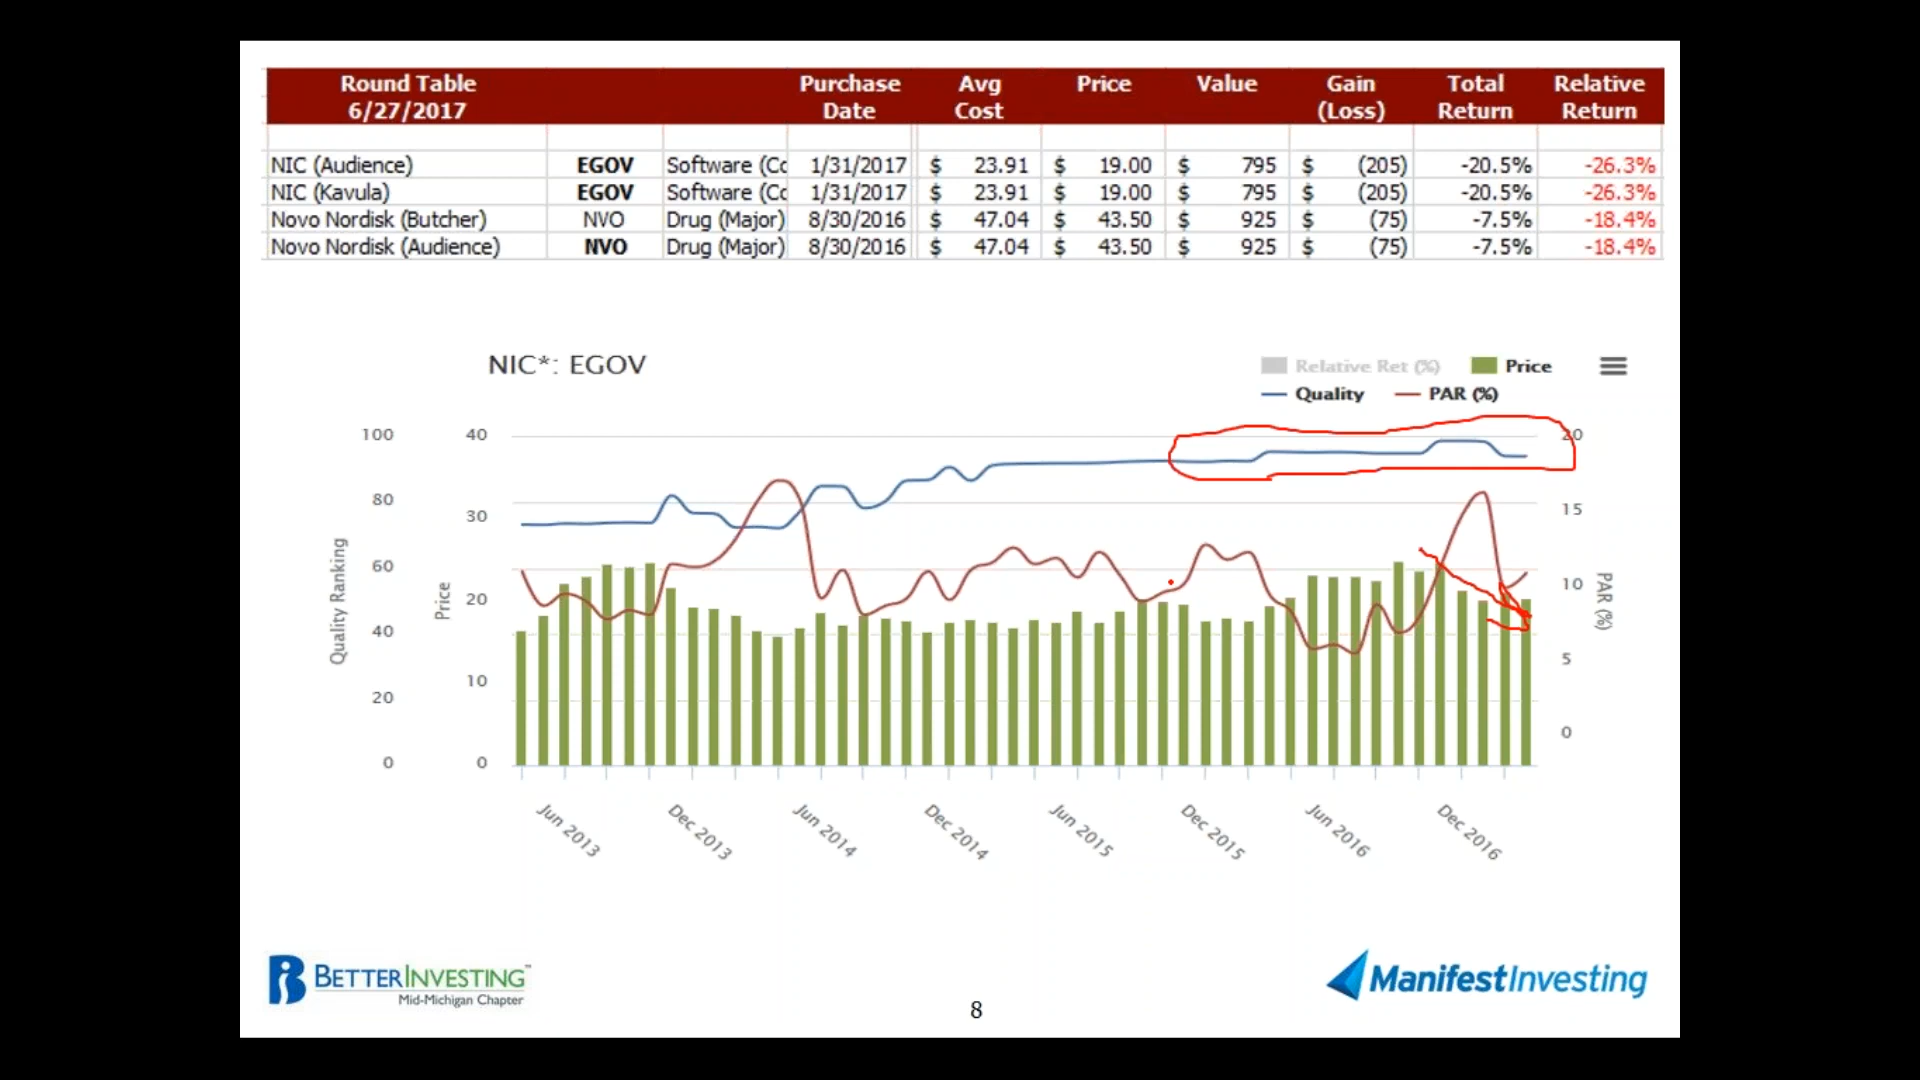 Round Table Purchase Avg Price Value Gain Total Relative
6/27/2017 Date Cost (Loss) Return Return
NIC (Audience) EGOV Software (Co 1/31/2017 $ 23.91 $ 19.00 $ 795 $ (205) -20.5% -26.3%
NIC (Kavula) EGOV Software (Co 1/31/2017 $ 23.91 $ 19.00 $ 795 $ (205) -20.5% -26.3%
Novo Nordisk (Butcher) NVO Drug (Major) 8/30/2016 $ 47.04 $ 43.50 $ 925 $ (75) -7.5% -18.4%
Novo Nordisk (Audience) NVO Drug (Major) 8/30/2016 $ 47.04 $ 43.50 $ 925 $ (75) -7.5% -18.4%
NIC*: EGOV
Relative Ret (%) Price
Quality PAR (%)
100 40 20
80 30 15
60 20 10
40 10 5
20 0 0
0
Quality Ranking
Price
PAR (%)
Jun 2013 Dec 2013 Jun 2014 Dec 2014 Jun 2015 Dec 2015 Jun 2016 Dec 2016
BETTERINVESTING™
Mid-Michigan Chapter
ManifestInvesting
8